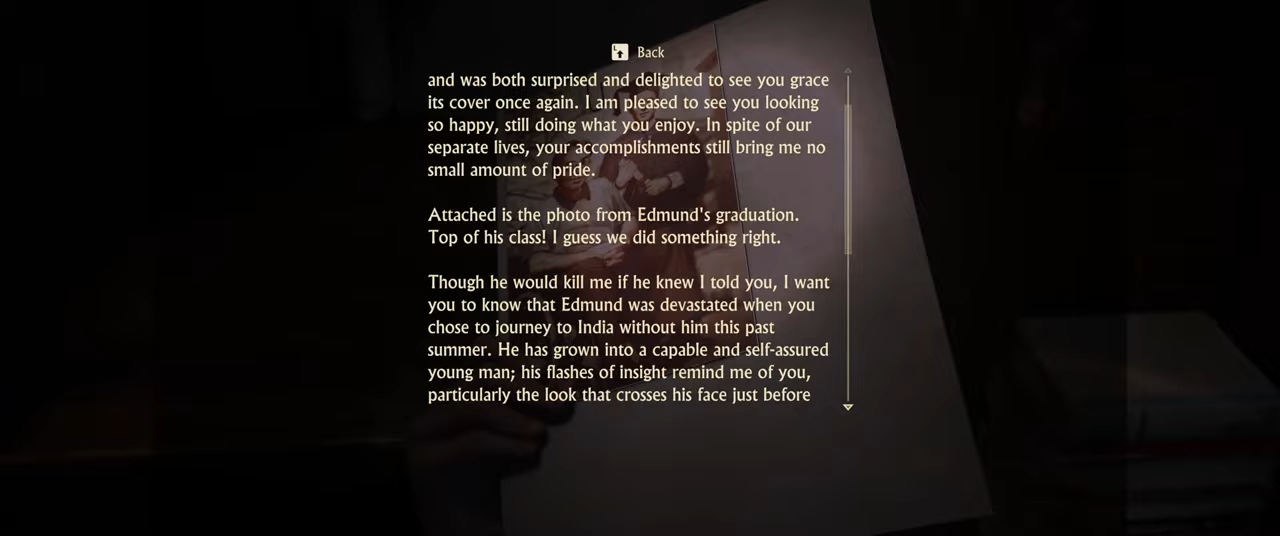 Back
and was both surprised and delighted to see you grace
its cover once again. I am pleased to see you looking
so happy, still doing what you enjoy. In spite of our
separate lives, your accomplishments still bring me no
small amount of pride.
Attached is the photo from Edmund's graduation.
Top of his class! I guess we did something right.
Though he would kill me if he knew I told you, I want
you to know that Edmund was devastated when you
chose to journey to India without him this past
summer. He has grown into a capable and self-assured
young man; his flashes of insight remind me of you,
particularly the look that crosses his face just before